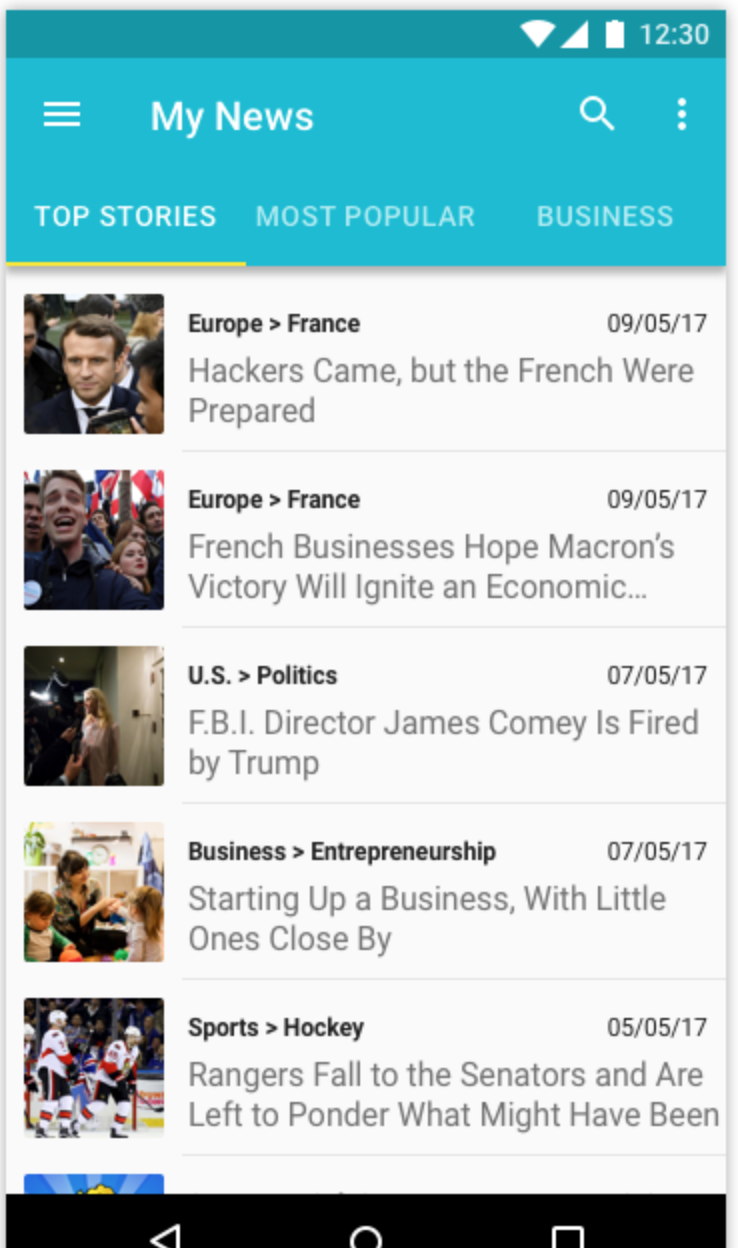 12:30
My News
TOP STORIES MOST POPULAR BUSINESS
Europe > France 09/05/17
Hackers Came, but the French Were
Prepared
Europe > France 09/05/17
French Businesses Hope Macron’s
Victory Will Ignite an Economic…
U.S. > Politics 07/05/17
F.B.I. Director James Comey Is Fired
by Trump
Business > Entrepreneurship 07/05/17
Starting Up a Business, With Little
Ones Close By
Sports > Hockey 05/05/17
Rangers Fall to the Senators and Are
Left to Ponder What Might Have Been